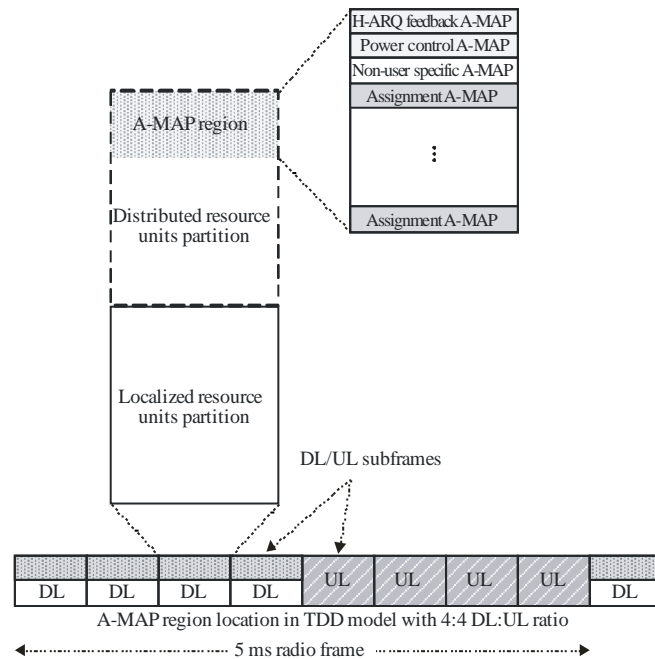 H-ARQ feedback A-MAP
Power control A-MAP
Non-user specific A-MAP
Assignment A-MAP
⋮
Assignment A-MAP
A-MAP region
Distributed resource
units partition
Localized resource
units partition
DL/UL subframes
DL
DL
DL
DL
UL
UL
UL
UL
DL
A-MAP region location in TDD model with 4:4 DL:UL ratio
5 ms radio frame